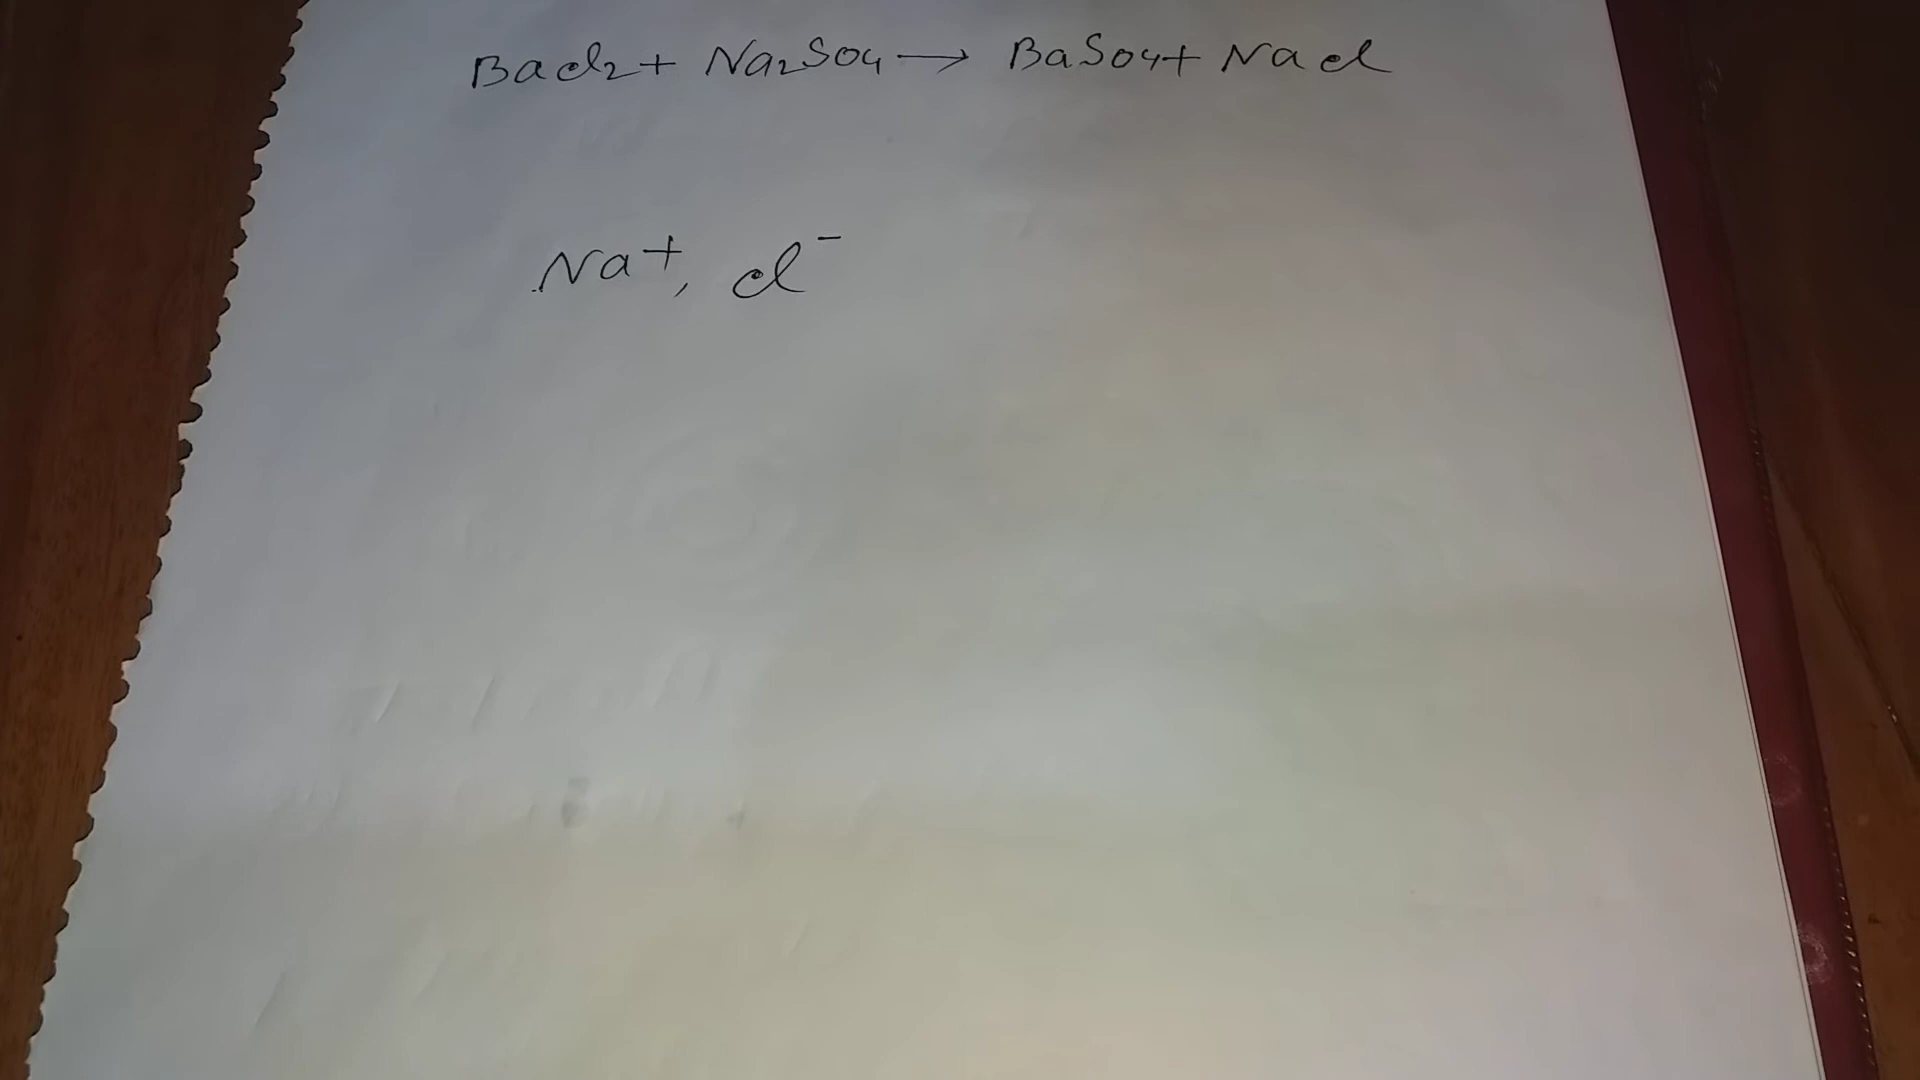 BaCl2 + Na2SO4 → BaSO4 + NaCl
Na+, Cl-